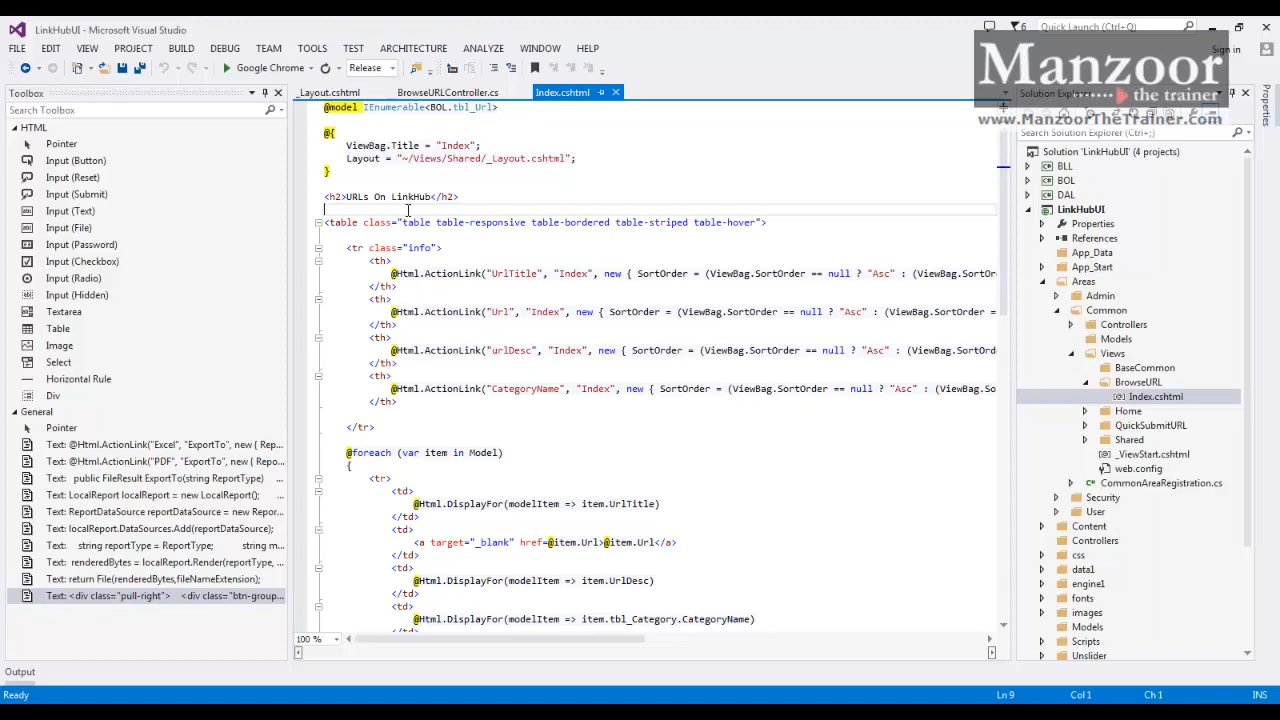 LinkHubUI - Microsoft Visual Studio
6
Quick Launch (Ctrl+Q)
FILE EDIT VIEW PROJECT BUILD DEBUG TEAM TOOLS TEST ARCHITECTURE ANALYZE WINDOW HELP
Sign in
Google Chrome
Release
Manzoor
the trainer
www.ManzoorTheTrainer.com
Toolbox
Search Toolbox
HTML
Pointer
Input (Button)
Input (Reset)
Input (Submit)
Input (Text)
Input (File)
Input (Password)
Input (Checkbox)
Input (Radio)
Input (Hidden)
Textarea
Table
Image
Select
Horizontal Rule
Div
General
Pointer
Text: @Html.ActionLink("Excel", "ExportTo", new { Rep...
Text: @Html.ActionLink("PDF", "ExportTo", new { Repo...
Text: public FileResult ExportTo(string ReportType)
Text: LocalReport localReport = new LocalReport();
Text: ReportDataSource reportDataSource = new Repor...
Text: localReport.DataSources.Add(reportDataSource);
Text: string reportType = ReportType; string m...
Text: renderedBytes = localReport.Render(reportType, ...
Text: return File(renderedBytes,fileNameExtension);
Text: <div class="pull-right"> <div class="btn-group...
_Layout.cshtml BrowseURLController.cs Index.cshtml
@model IEnumerable<BOL.tbl_Url>
@{
ViewBag.Title = "Index";
Layout = "~/Views/Shared/_Layout.cshtml";
}
<h2>URLs On LinkHub</h2>
<table class="table table-responsive table-bordered table-striped table-hover">
<tr class="info">
<th>
@Html.ActionLink("UrlTitle", "Index", new { SortOrder = (ViewBag.SortOrder == null ? "Asc" : (ViewBag.SortOr
</th>
<th>
@Html.ActionLink("Url", "Index", new { SortOrder = (ViewBag.SortOrder == null ? "Asc" : (ViewBag.SortOrder =
</th>
<th>
@Html.ActionLink("urlDesc", "Index", new { SortOrder = (ViewBag.SortOrder == null ? "Asc" : (ViewBag.SortOrd
</th>
<th>
@Html.ActionLink("CategoryName", "Index", new { SortOrder = (ViewBag.SortOrder == null ? "Asc" : (ViewBag.So
</th>
</tr>
@foreach (var item in Model)
{
<tr>
<td>
@Html.DisplayFor(modelItem => item.UrlTitle)
</td>
<td>
<a target="_blank" href=@item.Url>@item.Url</a>
</td>
<td>
@Html.DisplayFor(modelItem => item.UrlDesc)
</td>
<td>
@Html.DisplayFor(modelItem => item.tbl_Category.CategoryName)
</td>
100 %
Solution Explorer
Search Solution Explorer (Ctrl+;)
Solution 'LinkHubUI' (4 projects)
BLL
BOL
DAL
LinkHubUI
Properties
References
App_Data
App_Start
Areas
Admin
Common
Controllers
Models
Views
BaseCommon
BrowseURL
Index.cshtml
Home
QuickSubmitURL
Shared
_ViewStart.cshtml
web.config
CommonAreaRegistration.cs
Security
User
Content
Controllers
css
data1
engine1
fonts
images
Models
Scripts
Unslider
Properties
Output
Ready Ln 9 Col 1 Ch 1 INS